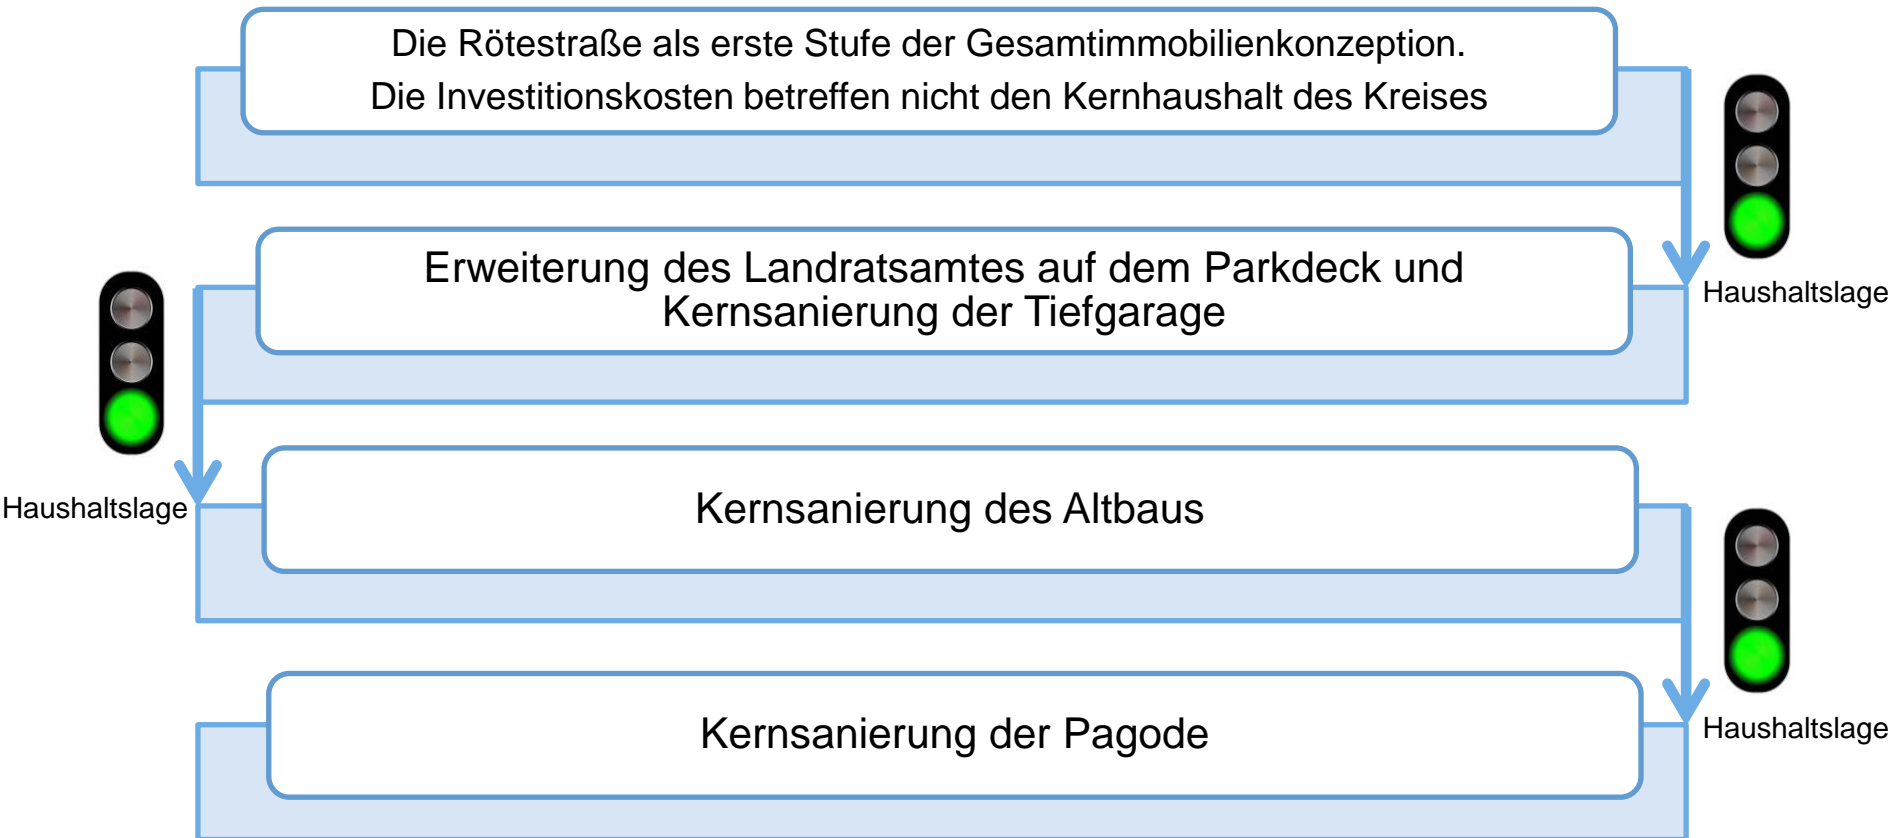 Die Rötestraße als erste Stufe der Gesamtimmobilienkonzeption.
Die Investitionskosten betreffen nicht den Kernhaushalt des Kreises
Erweiterung des Landratsamtes auf dem Parkdeck und
Kernsanierung der Tiefgarage
Haushaltslage
Kernsanierung des Altbaus
Haushaltslage
Kernsanierung der Pagode
Haushaltslage